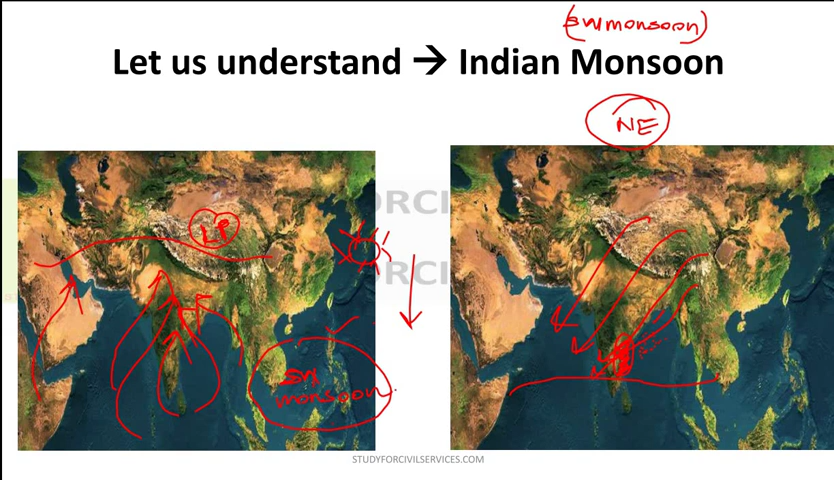 (SW monsoon)
Let us understand → Indian Monsoon
NE
LP
SW
monsoon
STUDYFORCIVILSERVICES.COM